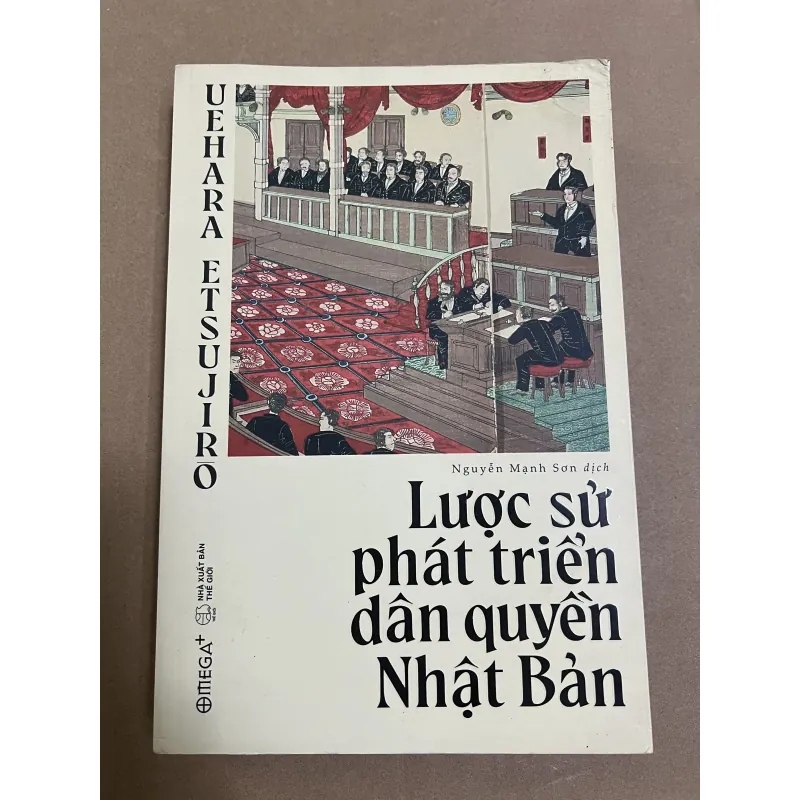 UEHARA ETSUJIRŌ
Nguyễn Mạnh Sơn dịch
Lược sử
phát triển
dân quyền
Nhật Bản
OMEGA+
NHÀ XUẤT BẢN
THẾ GIỚI